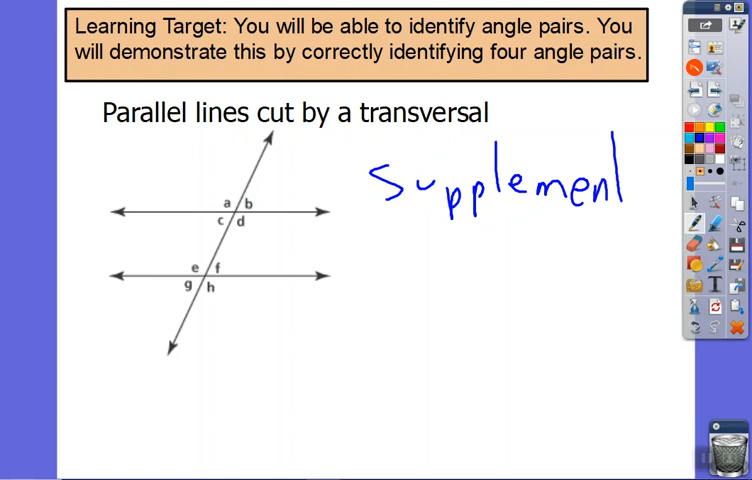 Learning Target: You will be able to identify angle pairs. You
will demonstrate this by correctly identifying four angle pairs.
Parallel lines cut by a transversal
Supplement
a b
c d
e f
g h
T